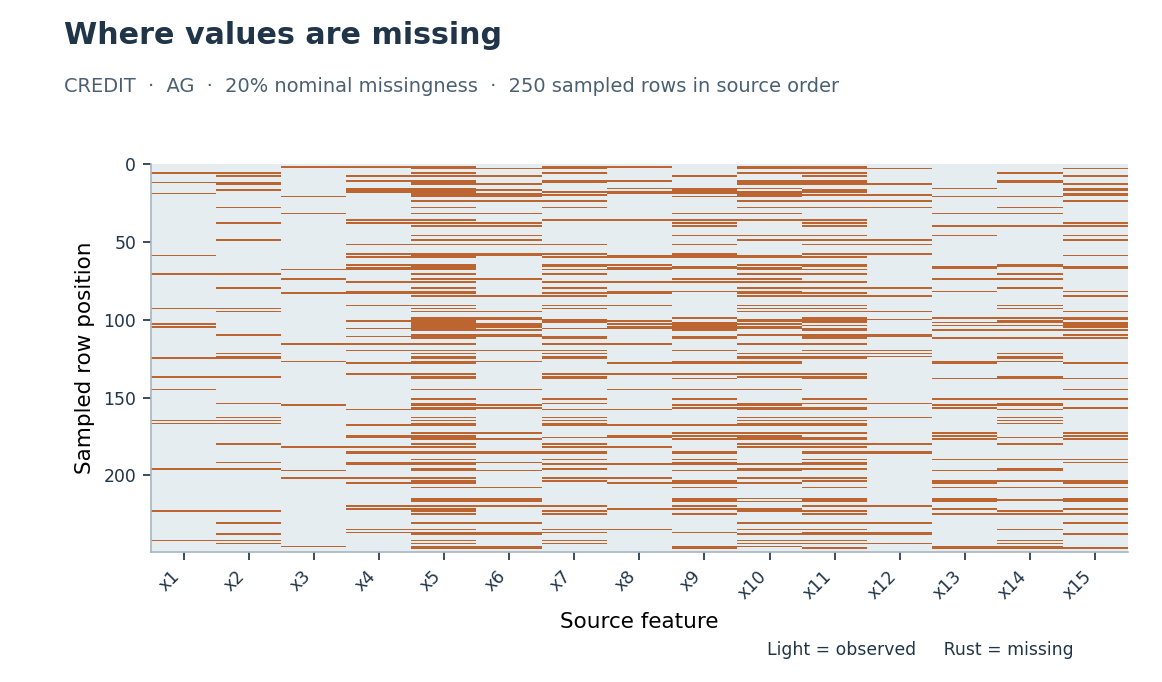 Where values are missing
CREDIT · AG · 20% nominal missingness · 250 sampled rows in source order
0
50
100
150
200
Sampled row position
x1 x2 x3 x4 x5 x6 x7 x8 x9 x10 x11 x12 x13 x14 x15
Source feature
Light = observed Rust = missing